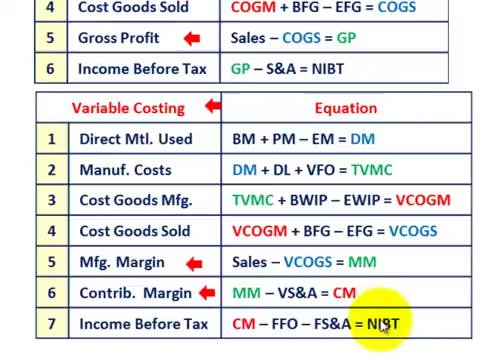 4 Cost Goods Sold COGM + BFG – EFG = COGS
5 Gross Profit Sales – COGS = GP
6 Income Before Tax GP – S&A = NIBT
Variable Costing Equation
1 Direct Mtl. Used BM + PM – EM = DM
2 Manuf. Costs DM + DL + VFO = TVMC
3 Cost Goods Mfg. TVMC + BWIP – EWIP = VCOGM
4 Cost Goods Sold VCOGM + BFG – EFG = VCOGS
5 Mfg. Margin Sales – VCOGS = MM
6 Contrib. Margin MM – VS&A = CM
7 Income Before Tax CM – FFO – FS&A = NIBT